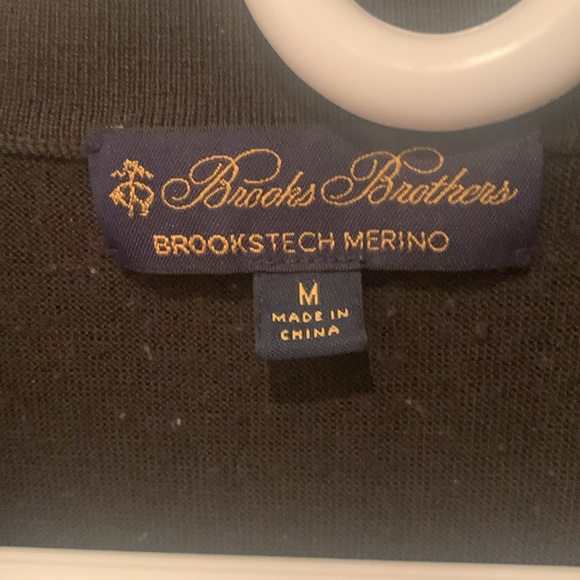 Brooks Brothers
BROOKSTECH MERINO
M
MADE IN
CHINA